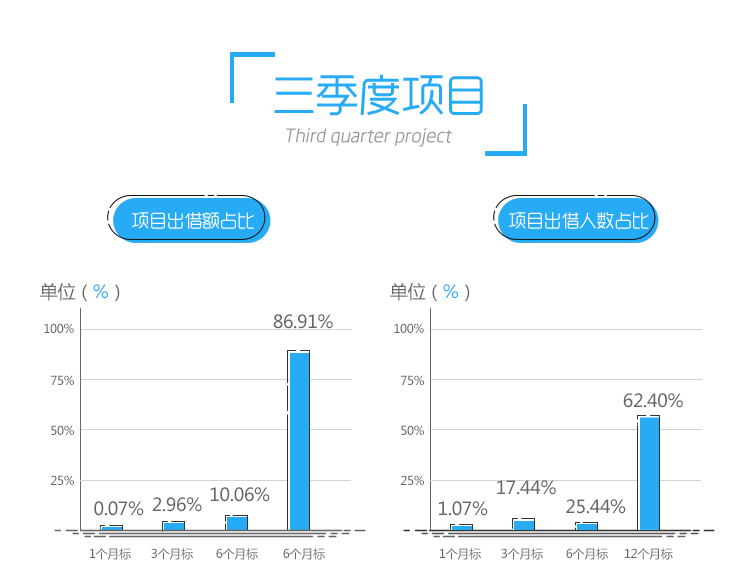 三季度项目
Third quarter project
项目出借额占比
单位(%)
100%
75%
50%
25%
0.07%
2.96%
10.06%
86.91%
1个月标
3个月标
6个月标
6个月标
项目出借人数占比
单位(%)
100%
75%
50%
25%
1.07%
17.44%
25.44%
62.40%
1个月标
3个月标
6个月标
12个月标